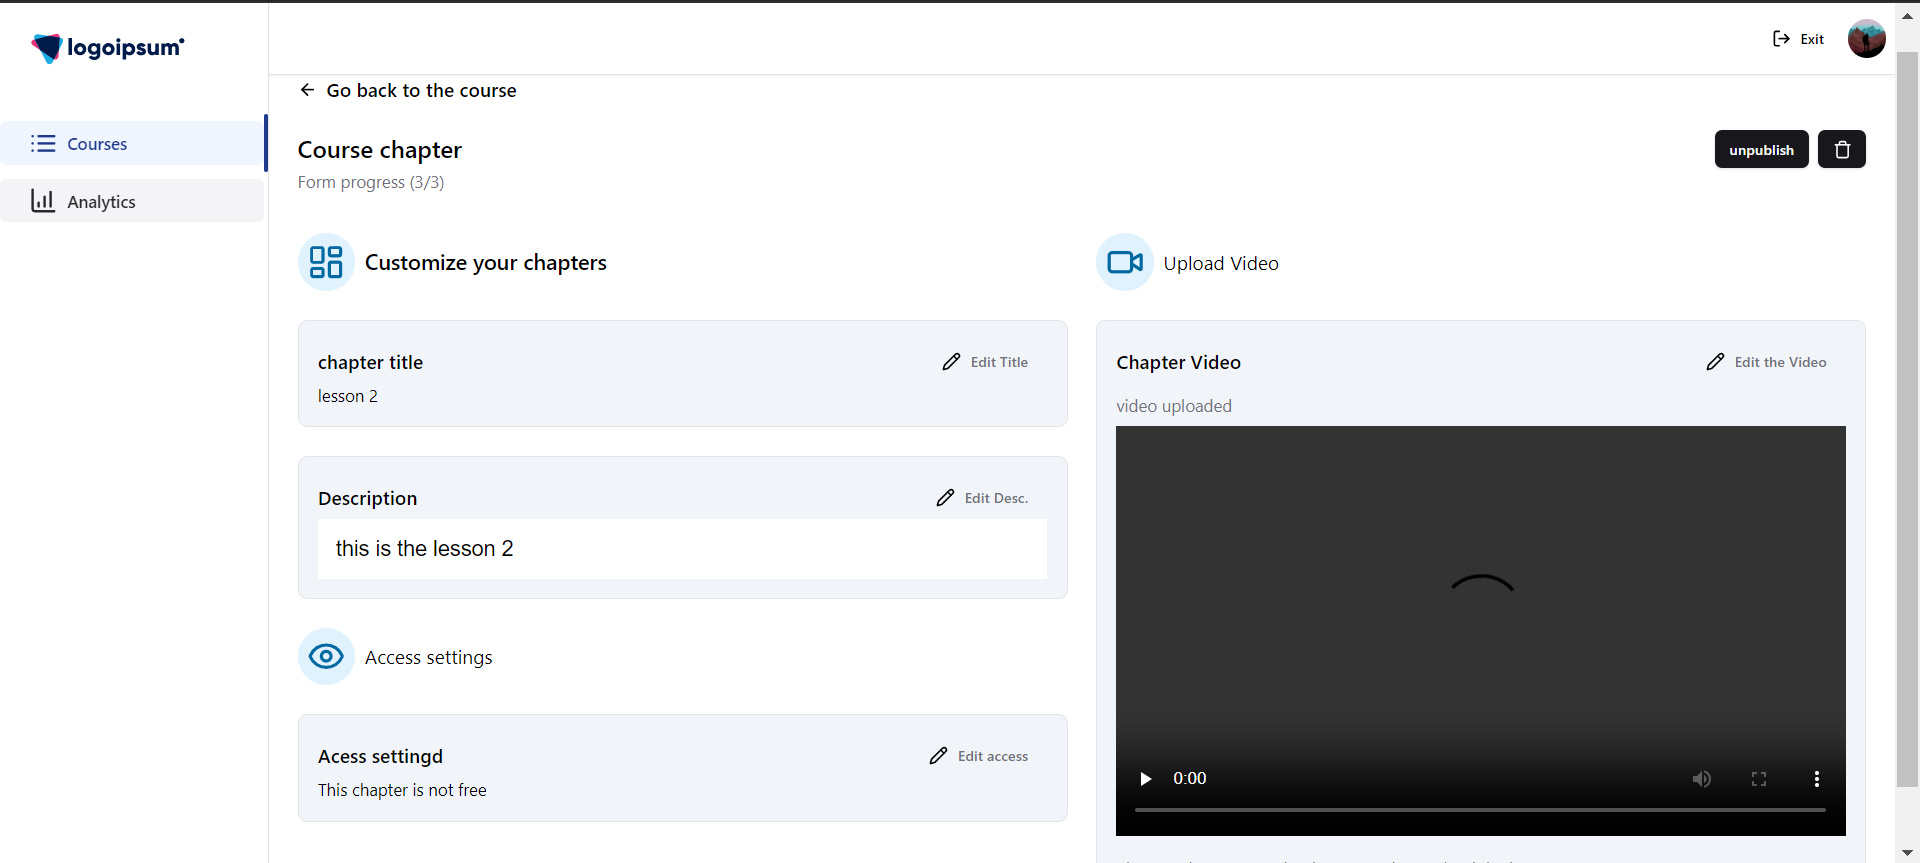 logoipsum
Exit
Go back to the course
Courses
Analytics
Course chapter
Form progress (3/3)
unpublish
Customize your chapters
chapter title
Edit Title
lesson 2
Description
Edit Desc.
this is the lesson 2
Access settings
Acess settingd
Edit access
This chapter is not free
Upload Video
Chapter Video
Edit the Video
video uploaded
0:00